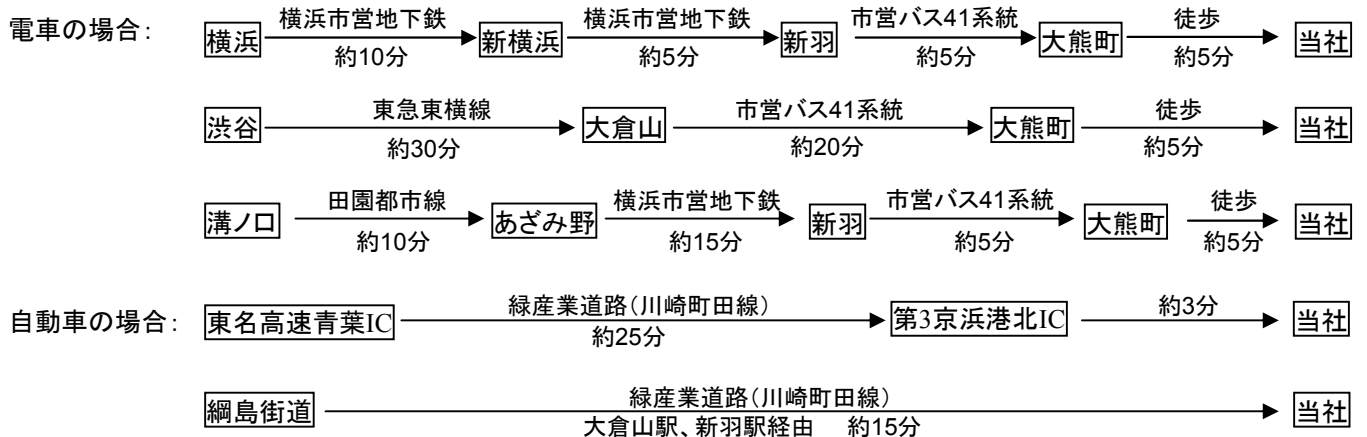 電車の場合：
横浜 横浜市営地下鉄 約10分 新横浜 横浜市営地下鉄 約5分 新羽 市営バス41系統 約5分 大熊町 徒歩 約5分 当社
渋谷 東急東横線 約30分 大倉山 市営バス41系統 約20分 大熊町 徒歩 約5分 当社
溝ノ口 田園都市線 約10分 あざみ野 横浜市営地下鉄 約15分 新羽 市営バス41系統 約5分 大熊町 徒歩 約5分 当社
自動車の場合：
東名高速青葉IC 緑産業道路（川崎町田線） 約25分 第3京浜港北IC 約3分 当社
綱島街道 緑産業道路（川崎町田線） 大倉山駅、新羽駅経由 約15分 当社